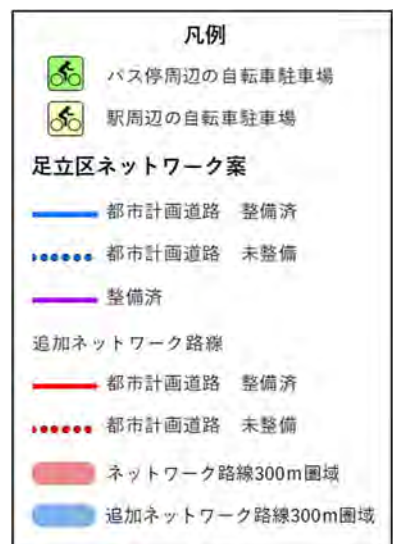 凡例
バス停周辺の自転車駐車場
駅周辺の自転車駐車場
足立区ネットワーク案
都市計画道路　整備済
都市計画道路　未整備
整備済
追加ネットワーク路線
都市計画道路　整備済
都市計画道路　未整備
ネットワーク路線300m圏域
追加ネットワーク路線300m圏域